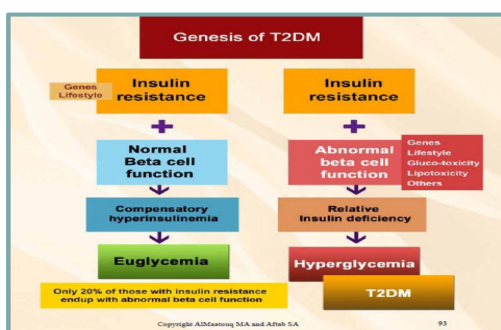 Genesis of T2DM
Genes
Lifestyle
Insulin
resistance
Normal
Beta cell
function
Compensatory
hyperinsulinemia
Euglycemia
Only 20% of those with insulin resistance
endup with abnormal beta cell function
Insulin
resistance
Abnormal
beta cell
function
Genes
Lifestyle
Gluco-toxicity
Lipotoxicity
Others
Relative
Insulin deficiency
Hyperglycemia
T2DM
Copyright AlMaatouq MA and Aftab SA
93